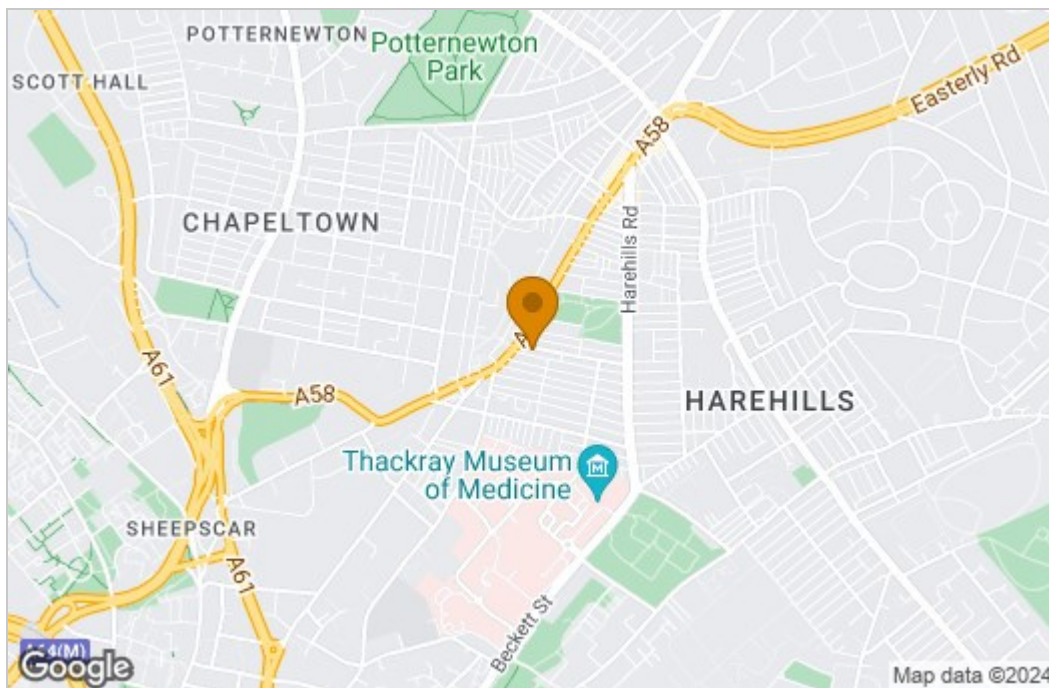 POTTERNEWTON
Potternewton
Park
SCOTT HALL
Easterly Rd
A58
CHAPELTOWN
Harehills Rd
A61
A58
HAREHILLS
Thackray Museum
of Medicine
SHEEPSCAR
A61
Beckett St
Google
Map data ©2024